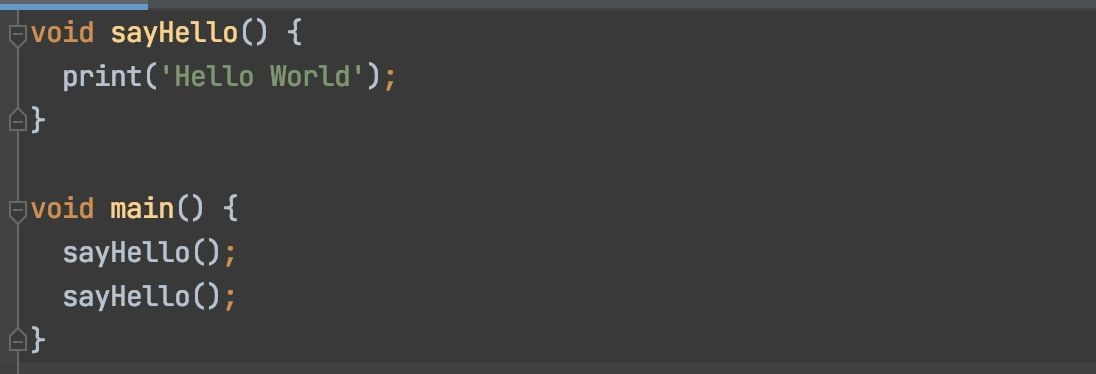 void sayHello() {
  print('Hello World');
}

void main() {
  sayHello();
  sayHello();
}